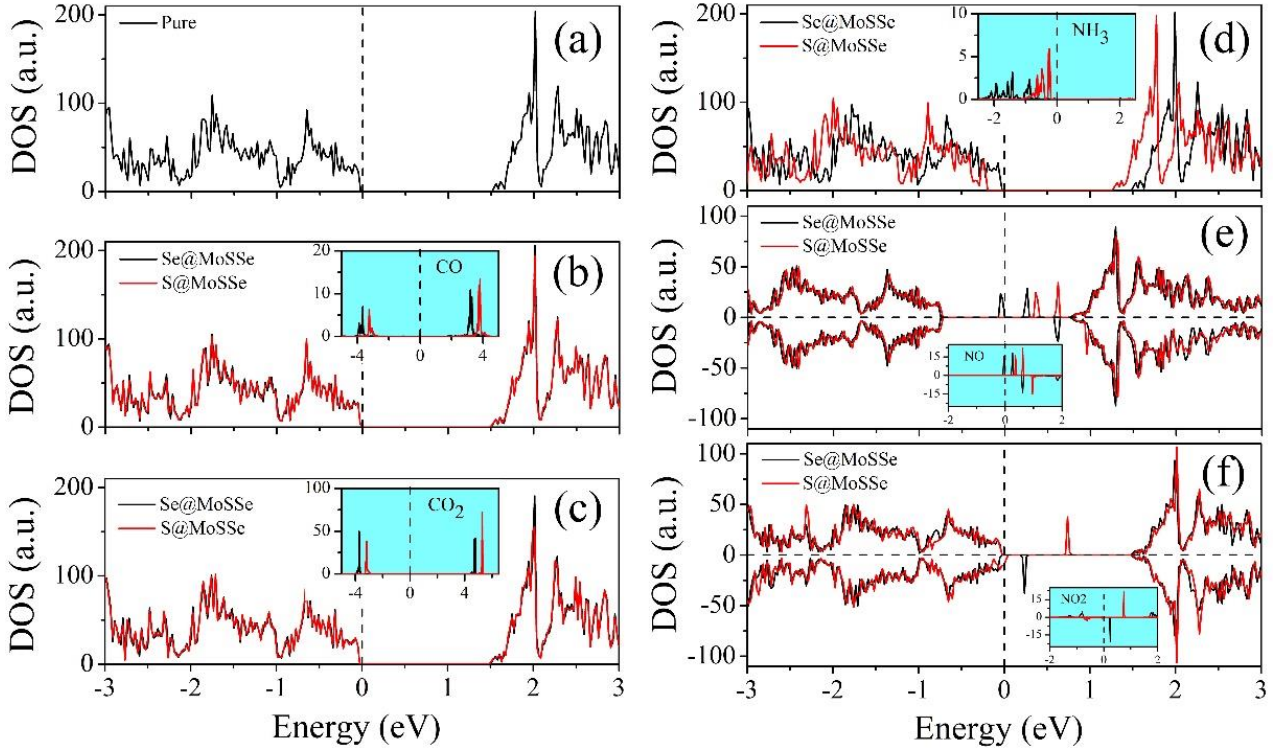 Pure
(a)
DOS (a.u.)
200
100
0
Se@MoSSe
S@MoSSe
(b)
DOS (a.u.)
200
100
0
CO
20
10
0
-4 0 4
Se@MoSSe
S@MoSSe
(c)
DOS (a.u.)
200
100
0
CO2
100
50
0
-4 0 4
-3 -2 -1 0 1 2 3
Energy (eV)
Se@MoSSe
S@MoSSe
(d)
DOS (a.u.)
200
100
0
NH3
10
5
0
-2 0 2
Se@MoSSe
S@MoSSe
(e)
DOS (a.u.)
100
50
0
-50
-100
NO
15
0
-15
-2 0 2
Se@MoSSe
S@MoSSe
(f)
DOS (a.u.)
100
50
0
-50
-100
NO2
15
0
-15
-2 0 2
-3 -2 -1 0 1 2 3
Energy (eV)